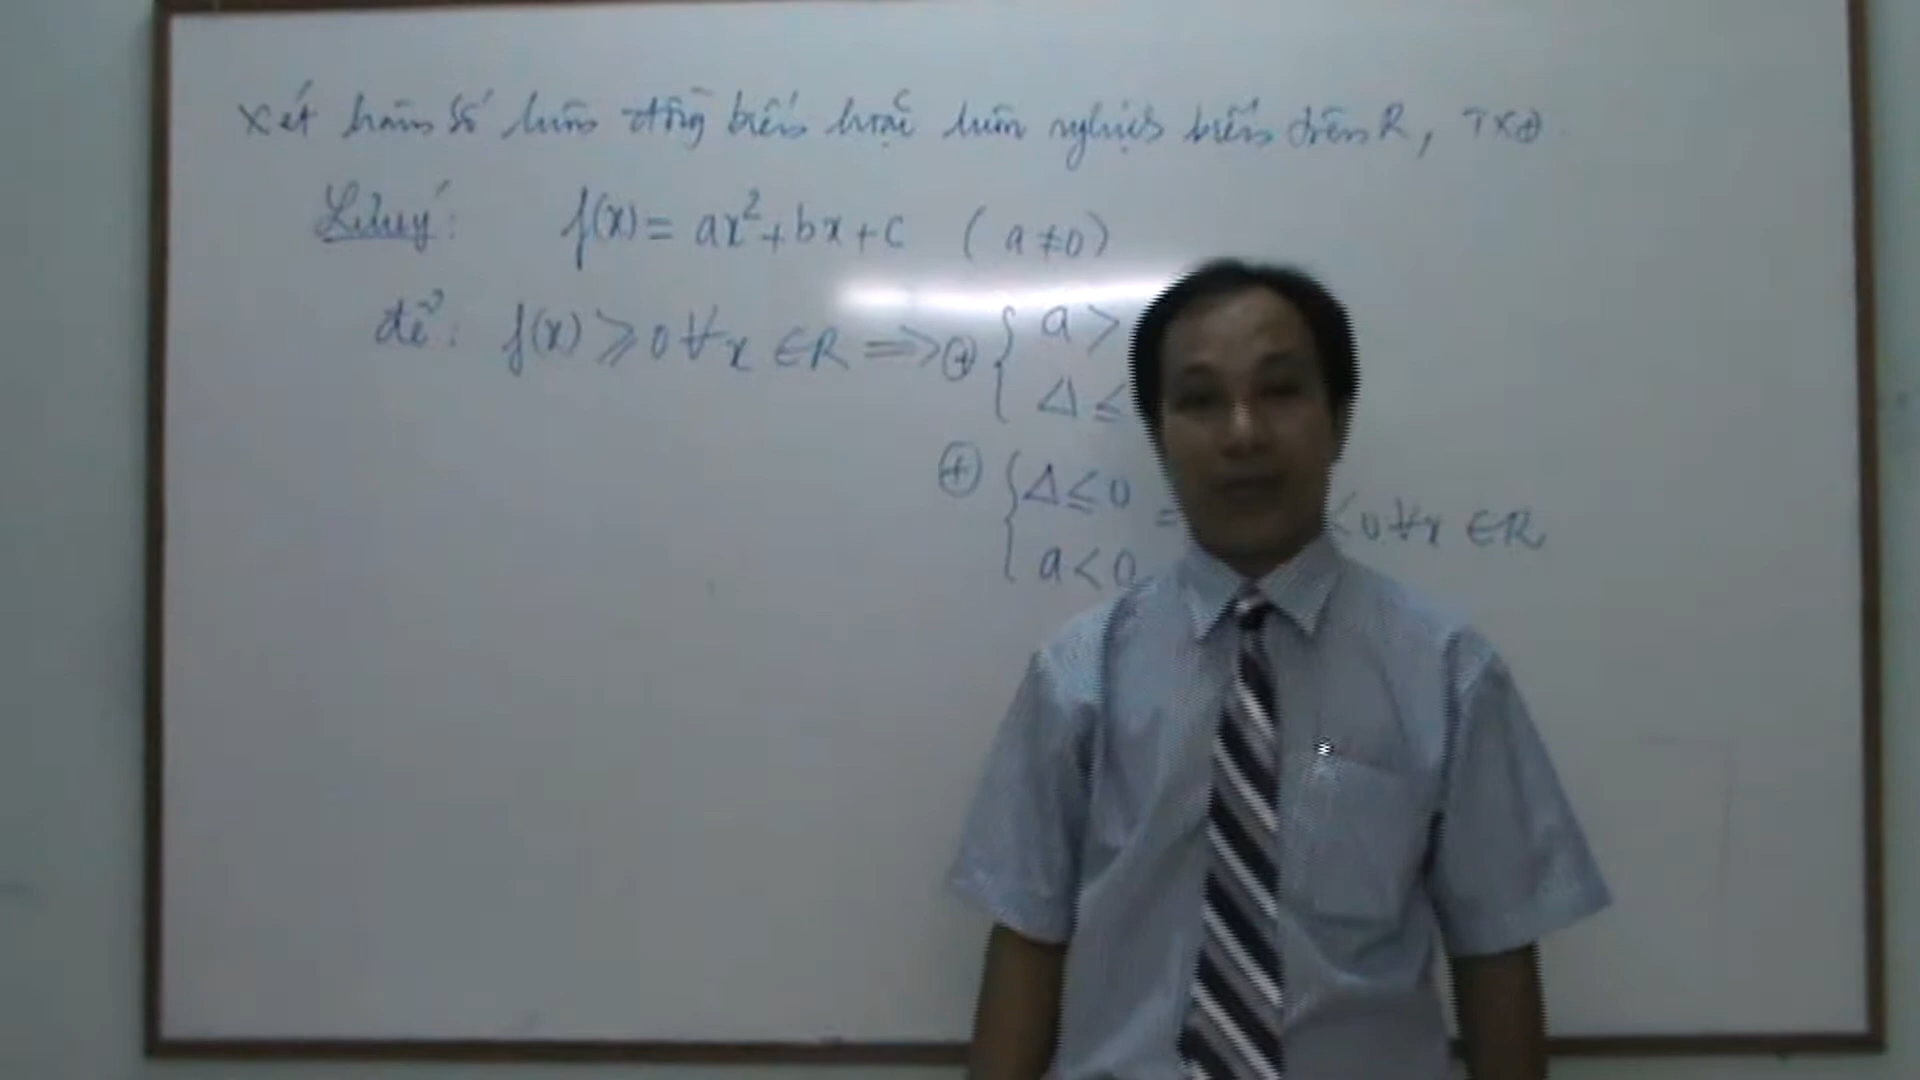 Xét hàm số luôn đồng biến hoặc luôn nghịch biến trên R, TXĐ
Lưu ý: f(x) = ax²+bx+c (a≠0)
để: f(x) ⩾ 0 ∀x ∈R ⟹ ⊕ { a >
Δ ≤
⊕ { Δ ≤ 0 = < 0 ∀x ∈R
a < 0